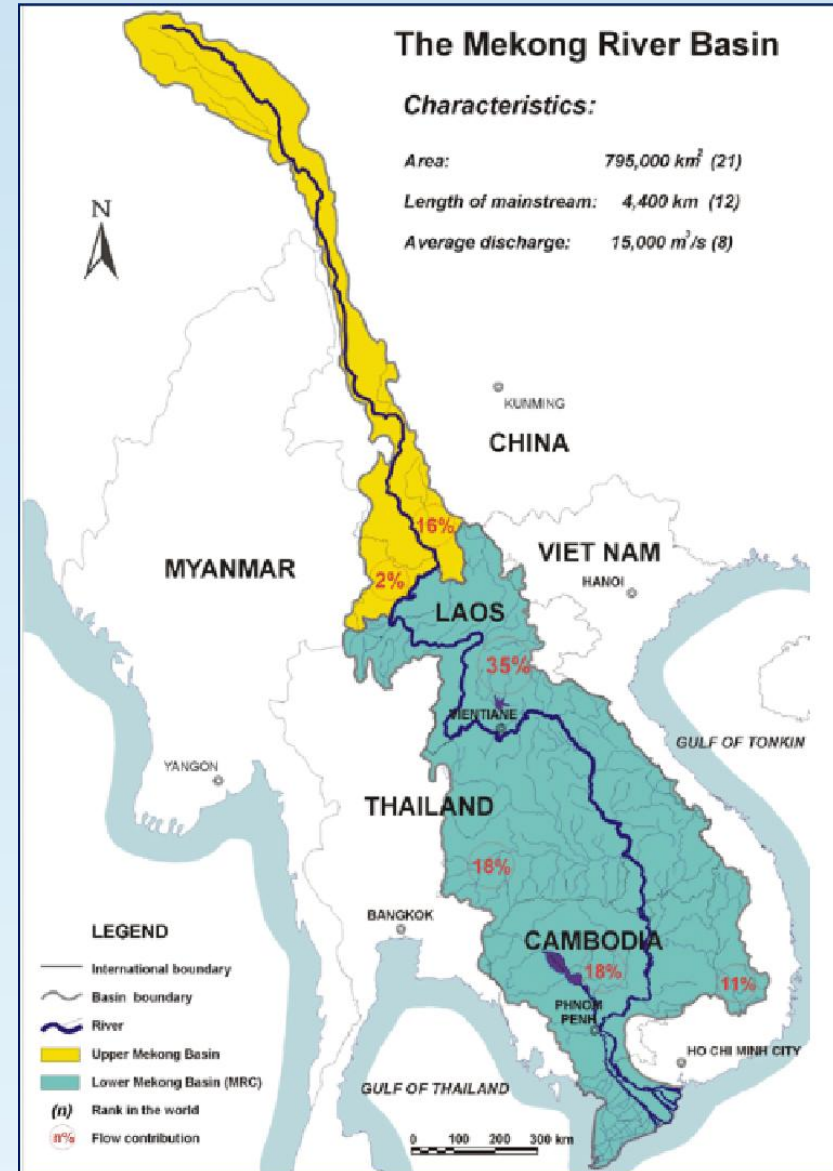 The Mekong River Basin
Characteristics:
Area: 795,000 km² (21)
Length of mainstream: 4,400 km (12)
Average discharge: 15,000 m³/s (8)
N
KUNMING
CHINA
16%
MYANMAR
VIET NAM
2%
HANOI
LAOS
35%
VIENTIANE
GULF OF TONKIN
YANGON
THAILAND
18%
BANGKOK
CAMBODIA
18%
11%
PHNOM
PENH
HO CHI MINH CITY
GULF OF THAILAND
LEGEND
International boundary
Basin boundary
River
Upper Mekong Basin
Lower Mekong Basin (MRC)
(n) Rank in the world
n% Flow contribution
0 100 200 300 km